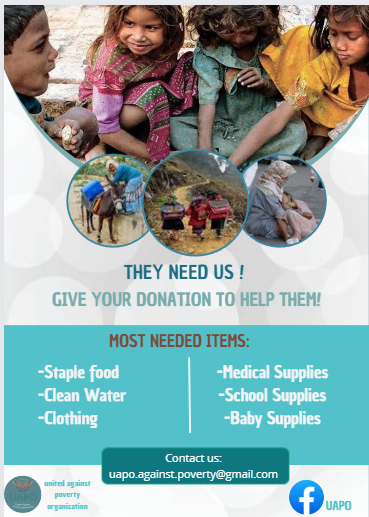 THEY NEED US !
GIVE YOUR DONATION TO HELP THEM!
MOST NEEDED ITEMS:
-Staple food
-Clean Water
-Clothing
-Medical Supplies
-School Supplies
-Baby Supplies
Contact us:
uapo.against.poverty@gmail.com
UAPO
united against
poverty
organization
UAPO